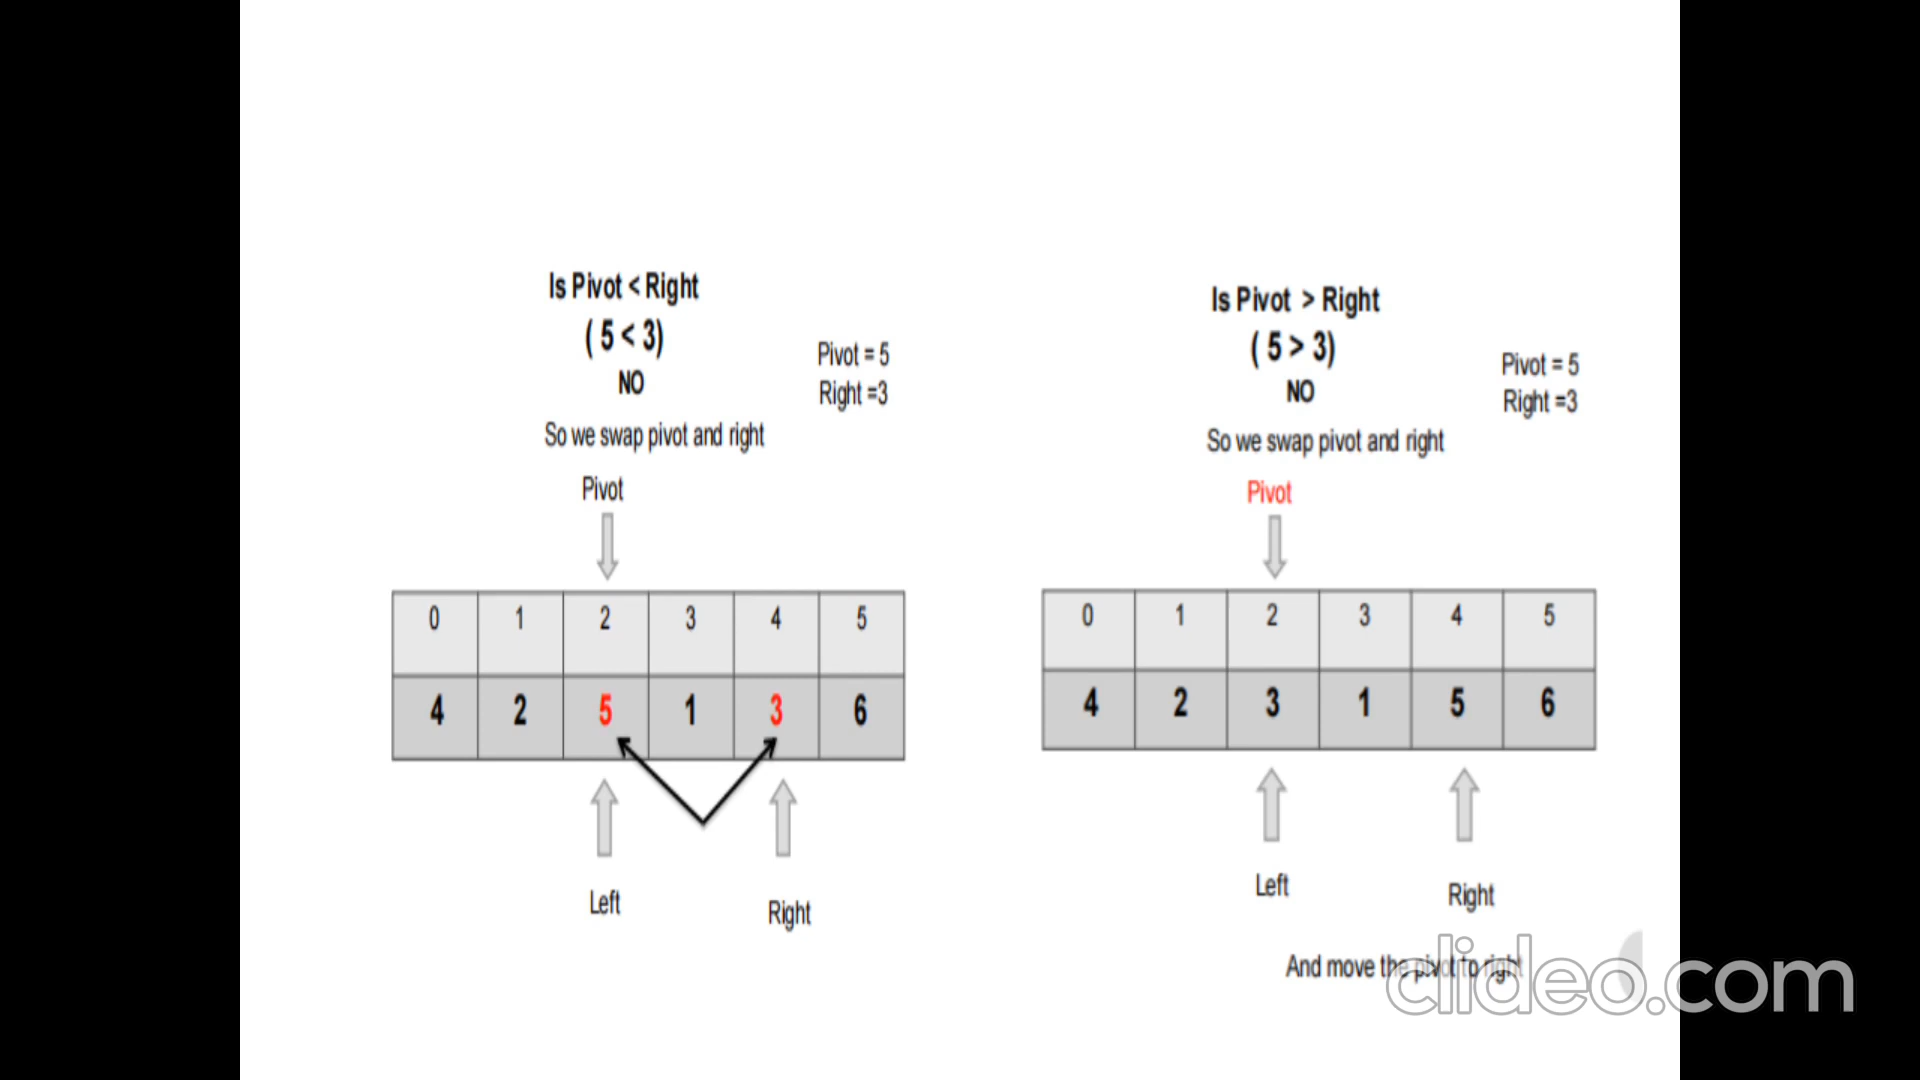 Is Pivot < Right
( 5 < 3)
NO
Pivot = 5
Right =3
So we swap pivot and right
Pivot
0 1 2 3 4 5
4 2 5 1 3 6
Left
Right
Is Pivot > Right
( 5 > 3)
NO
Pivot = 5
Right =3
So we swap pivot and right
Pivot
0 1 2 3 4 5
4 2 3 1 5 6
Left
Right
And move the pivot to right
clideo.com